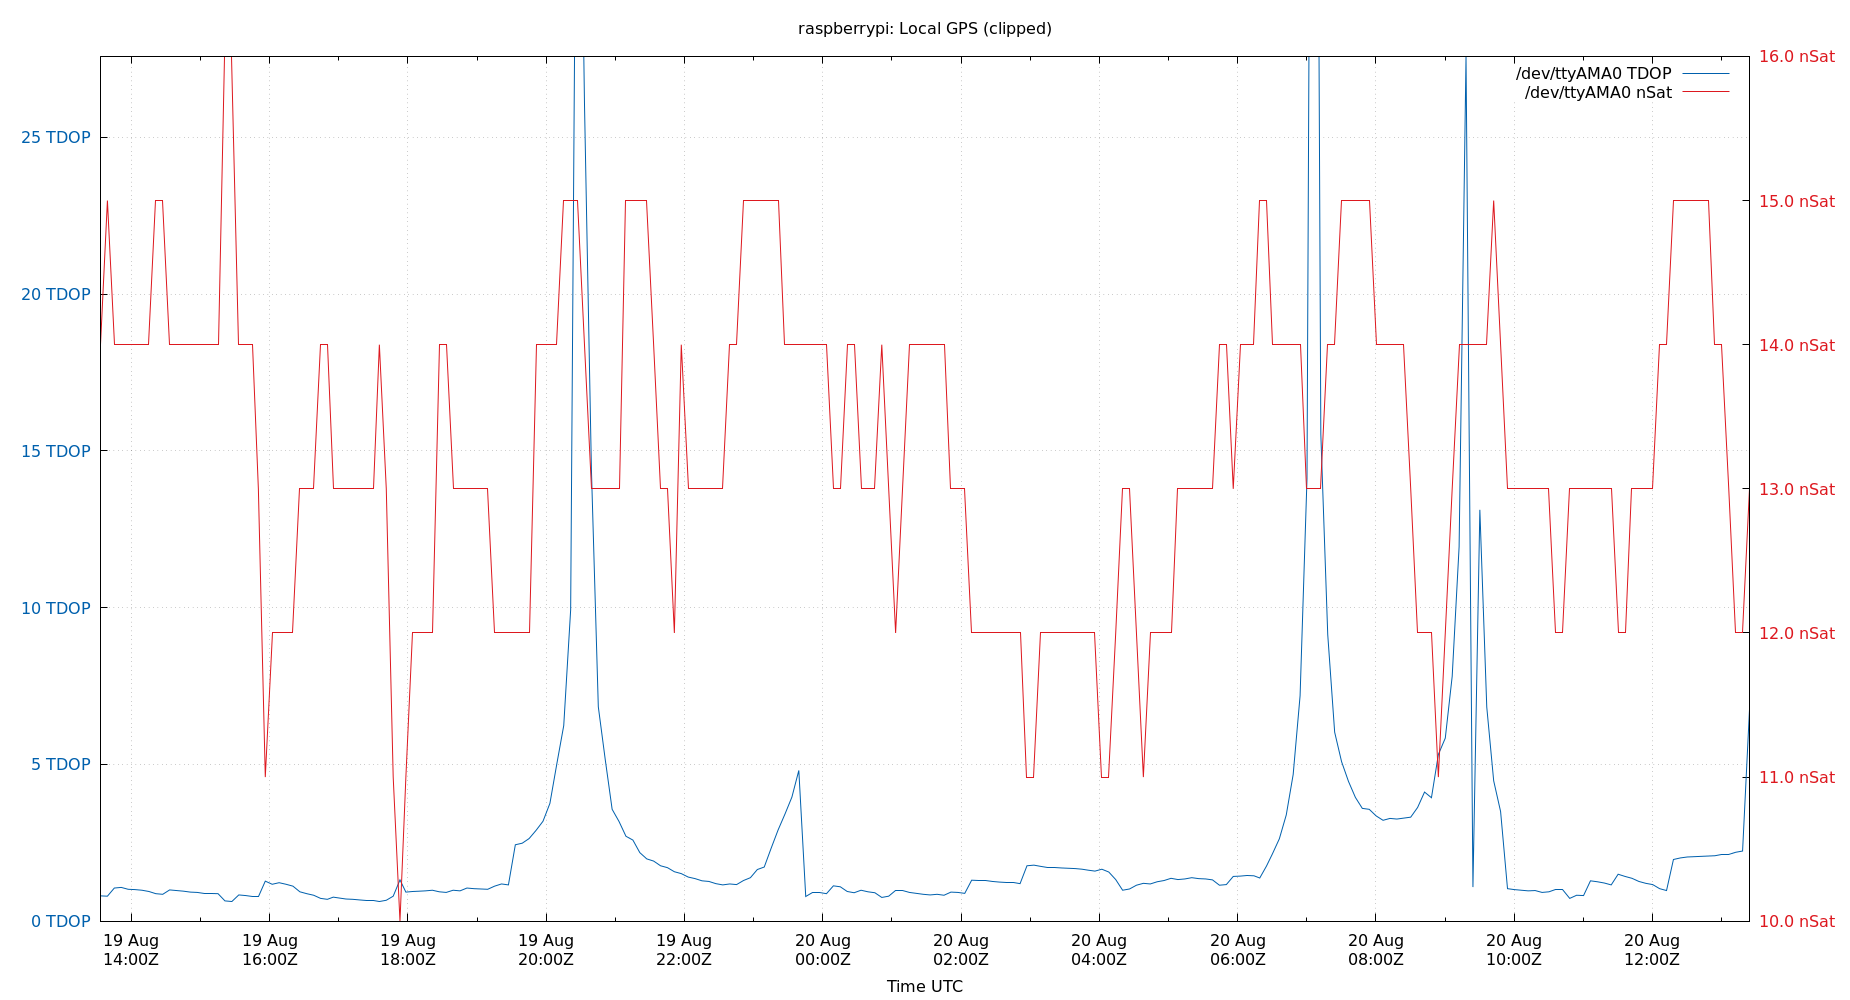 raspberrypi: Local GPS (clipped)
/dev/ttyAMA0 TDOP
/dev/ttyAMA0 nSat
25 TDOP
20 TDOP
15 TDOP
10 TDOP
5 TDOP
0 TDOP
16.0 nSat
15.0 nSat
14.0 nSat
13.0 nSat
12.0 nSat
11.0 nSat
10.0 nSat
19 Aug 19 Aug 19 Aug 19 Aug 19 Aug 20 Aug 20 Aug 20 Aug 20 Aug 20 Aug 20 Aug 20 Aug
14:00Z 16:00Z 18:00Z 20:00Z 22:00Z 00:00Z 02:00Z 04:00Z 06:00Z 08:00Z 10:00Z 12:00Z
Time UTC